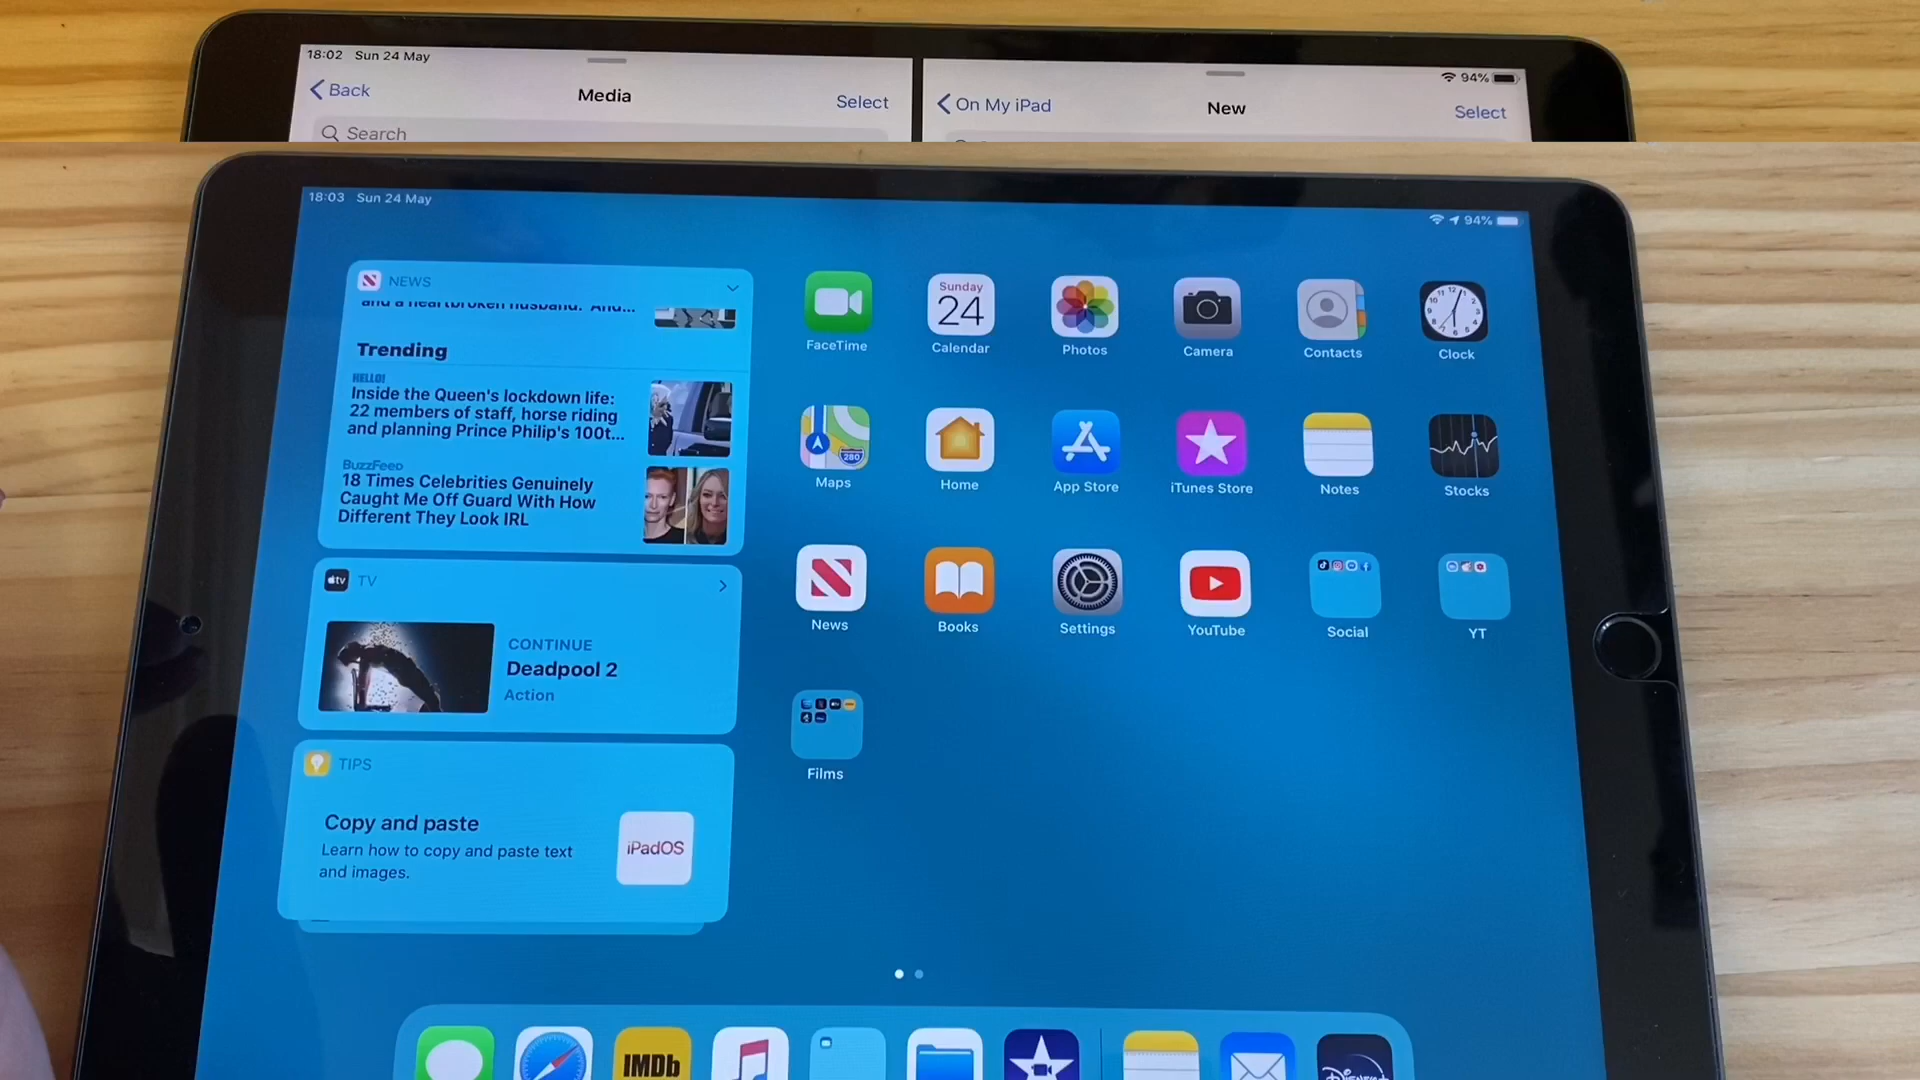 18:02 Sun 24 May
94%
Back
Media
Select
On My iPad
New
Select
Search
18:03 Sun 24 May
94%
NEWS
and a heartbroken husband. And...
Trending
HELLO!
Inside the Queen's lockdown life:
22 members of staff, horse riding
and planning Prince Philip's 100t...
BuzzFeed
18 Times Celebrities Genuinely
Caught Me Off Guard With How
Different They Look IRL
TV
tv
CONTINUE
Deadpool 2
Action
TIPS
Copy and paste
Learn how to copy and paste text
and images.
iPadOS
FaceTime
Sunday
24
Calendar
Photos
Camera
Contacts
Clock
280
Maps
Home
App Store
iTunes Store
Notes
Stocks
News
Books
Settings
YouTube
Social
YT
Films
IMDb
Disney+